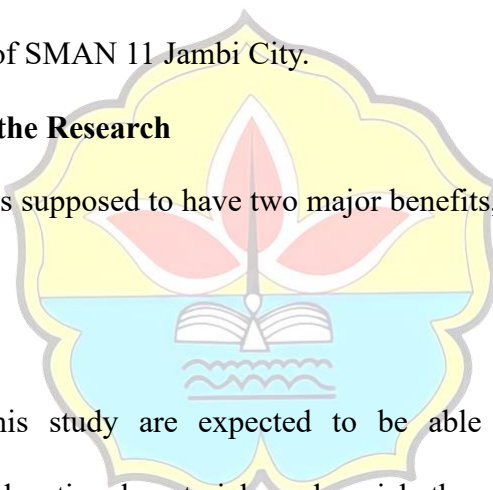 of SMAN 11 Jambi City.
the Research
s supposed to have two major benefits,
his study are expected to be able